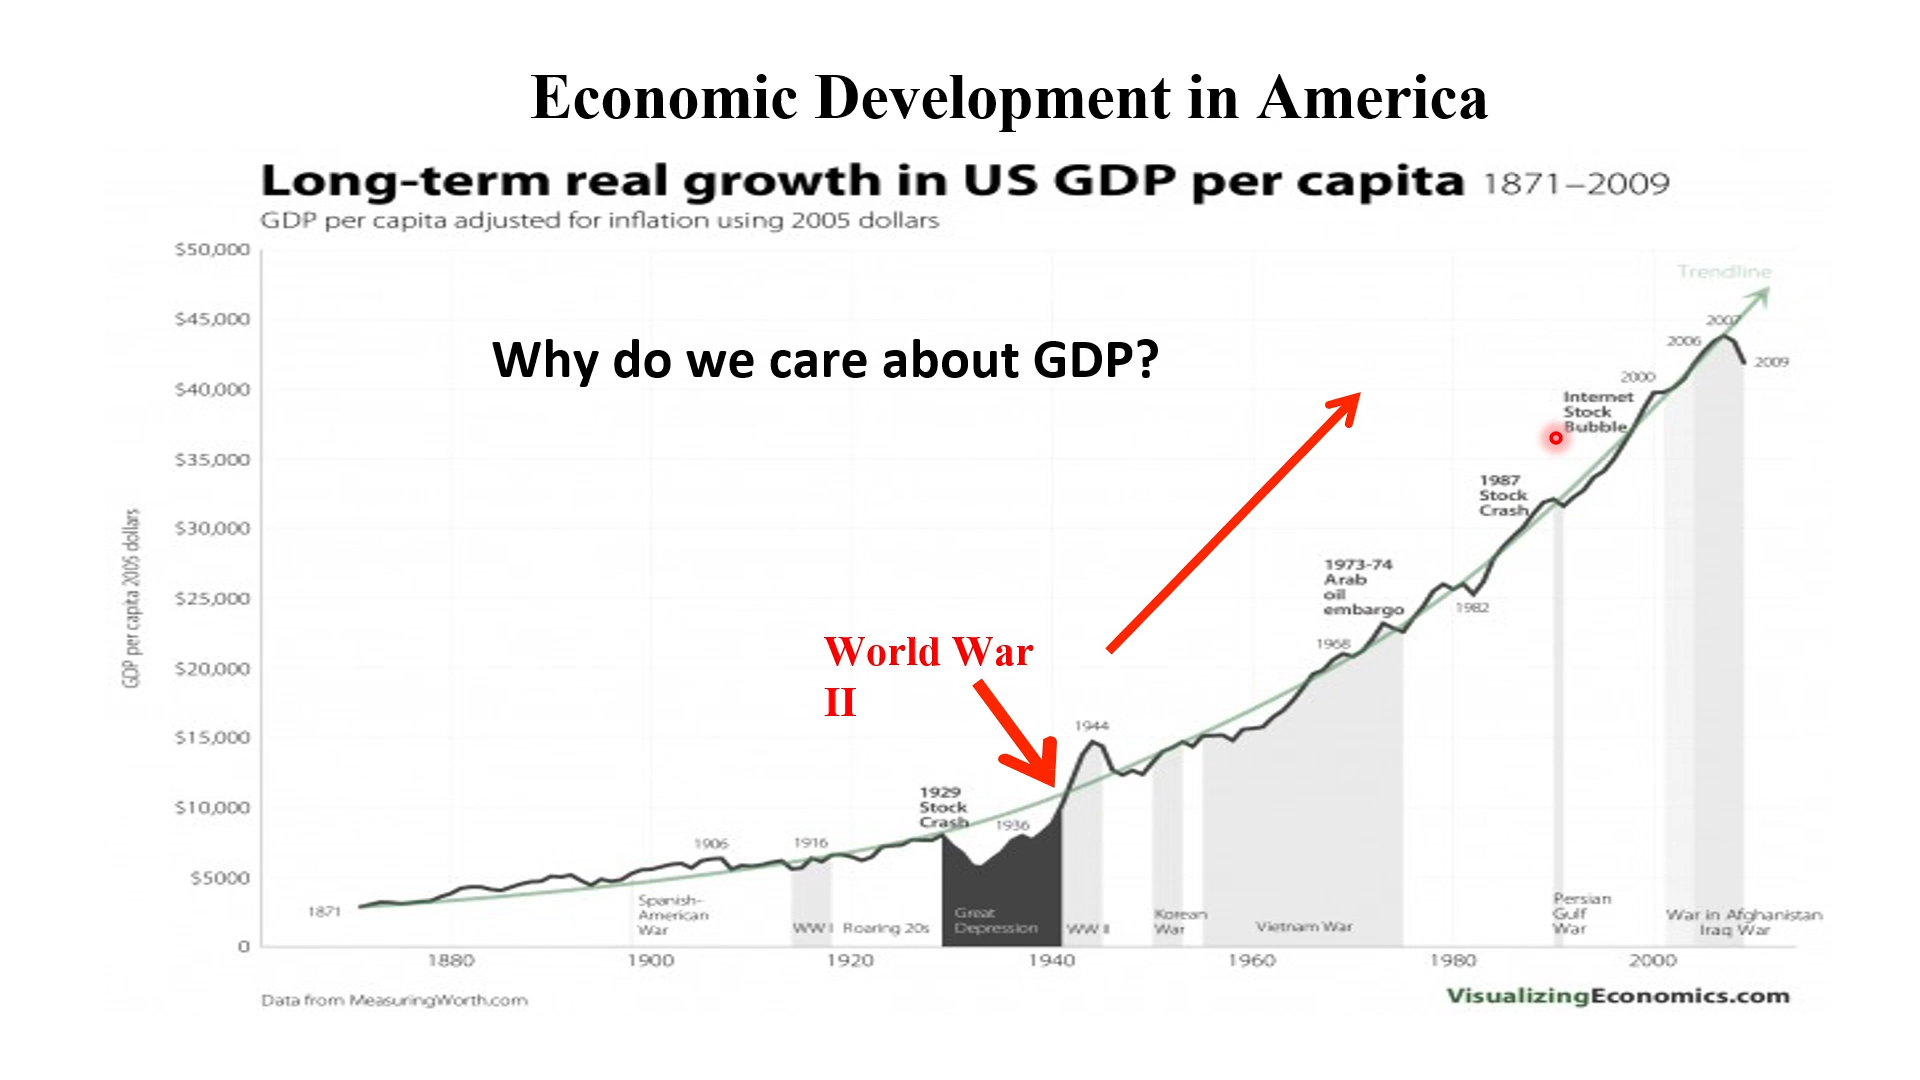 Economic Development in America
Long-term real growth in US GDP per capita 1871–2009
GDP per capita adjusted for inflation using 2005 dollars
$50,000
$45,000
$40,000
$35,000
$30,000
$25,000
$20,000
$15,000
$10,000
$5000
0
GDP per capita 2005 dollars
Why do we care about GDP?
World War
II
Trendline
1871
1906
1916
1929
Stock
Crash
1936
1944
1968
1973-74
Arab
oil
embargo
1982
1987
Stock
Crash
Internet
Stock
Bubble
2000
2006
2007
2009
Spanish-
American
War
WW I
Roaring 20s
Great
Depression
WW II
Korean
War
Vietnam War
Persian
Gulf
War
War in Afghanistan
Iraq War
1880
1900
1920
1940
1960
1980
2000
Data from MeasuringWorth.com
VisualizingEconomics.com